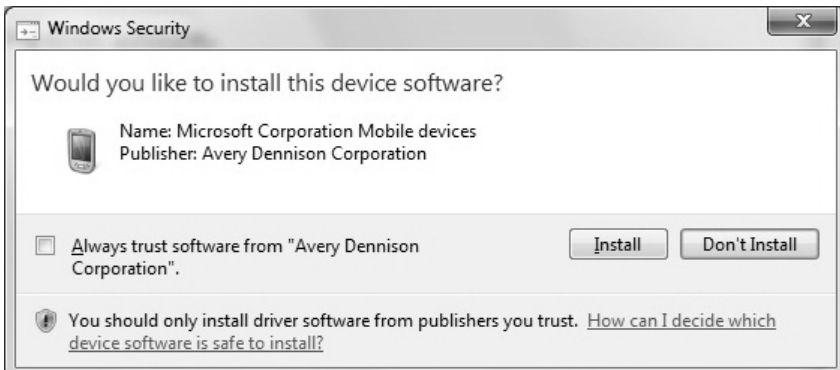 Windows Security
Would you like to install this device software?
Name: Microsoft Corporation Mobile devices
Publisher: Avery Dennison Corporation
Always trust software from "Avery Dennison
Corporation".
Install
Don't Install
You should only install driver software from publishers you trust. How can I decide which
device software is safe to install?